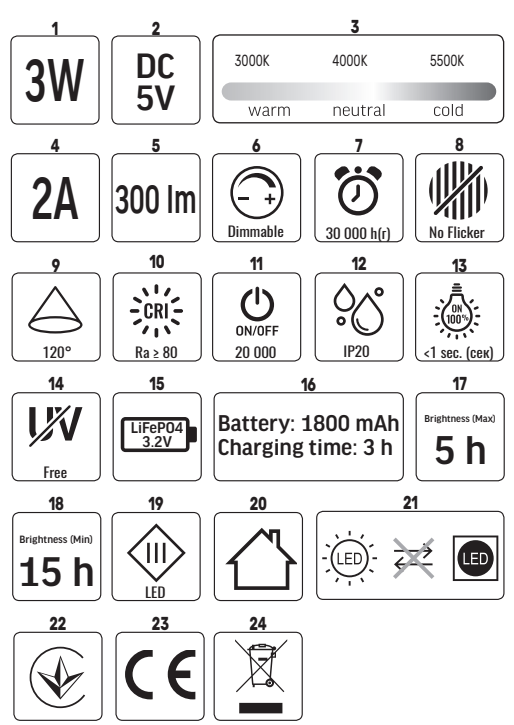 1
3W
2
DC
5V
3
3000K 4000K 5500K
warm neutral cold
4
2A
5
300 lm
6
- +
Dimmable
7
30 000 h(г)
8
No Flicker
9
120°
10
CRI
Ra ≥ 80
11
ON/OFF
20 000
12
IP20
13
ON
100%
<1 sec. (сек)
14
UV
Free
15
LiFePO4
3.2V
16
Battery: 1800 mAh
Charging time: 3 h
17
Brightness (Max)
5 h
18
Brightness (Min)
15 h
19
III
LED
20
21
LED LED
22
23
CE
24